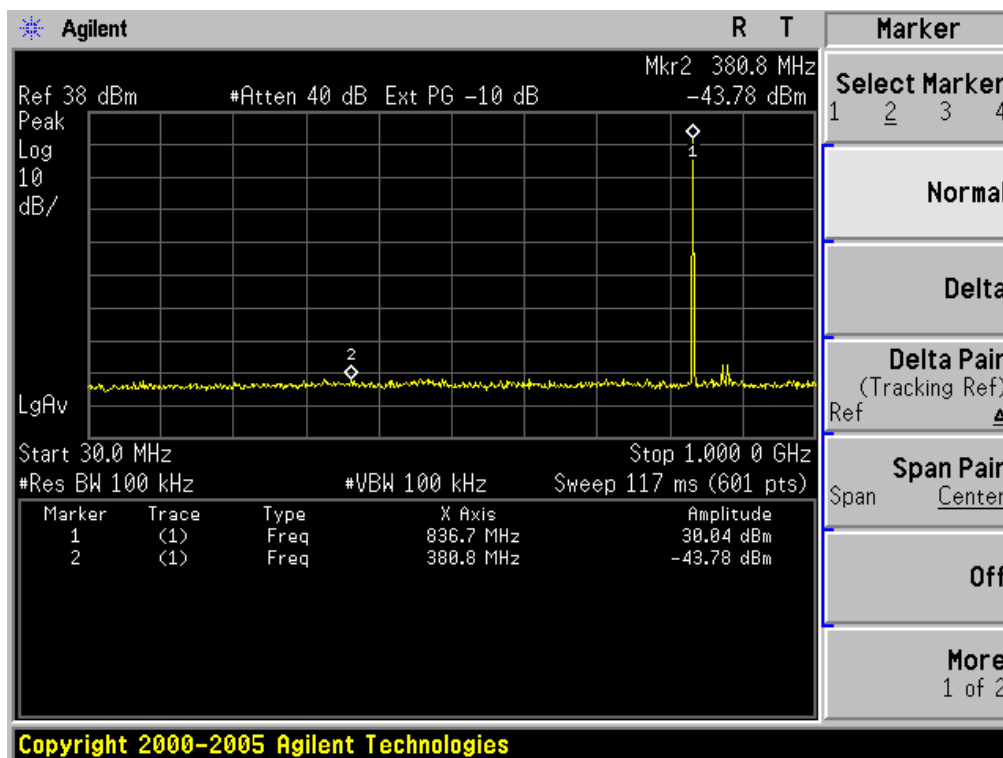 Agilent R T
Mkr2 380.8 MHz
Ref 38 dBm #Atten 40 dB Ext PG -10 dB -43.78 dBm
Peak
Log
10
dB/
1
2
LgAv
Start 30.0 MHz Stop 1.000 0 GHz
#Res BW 100 kHz #VBW 100 kHz Sweep 117 ms (601 pts)
Marker Trace Type X Axis Amplitude
1 (1) Freq 836.7 MHz 30.04 dBm
2 (1) Freq 380.8 MHz -43.78 dBm
Marker
Select Marker
1 2 3 4
Normal
Delta
Delta Pair
(Tracking Ref)
Ref Δ
Span Pair
Span Center
Off
More
1 of 2
Copyright 2000-2005 Agilent Technologies